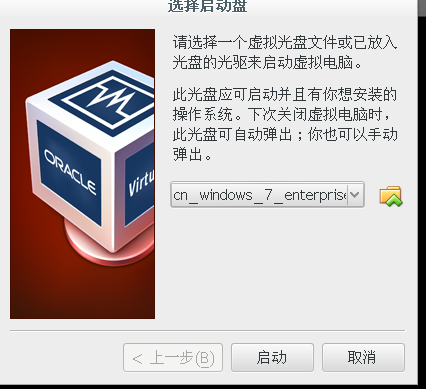 选择启动盘
请选择一个虚拟光盘文件或已放入
光盘的光驱来启动虚拟电脑。
此光盘应可启动并且有你想安装的
操作系统。下次关闭虚拟电脑时，
此光盘可自动弹出；你也可以手动
弹出。
ORACLE
Virtu
cn_windows_7_enterprise
< 上一步(B)
启动
取消